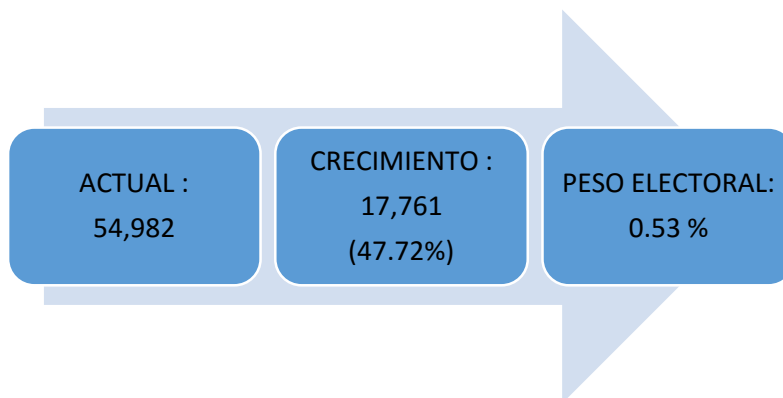 ACTUAL :
54,982
CRECIMIENTO :
17,761
(47.72%)
PESO ELECTORAL:
0.53 %